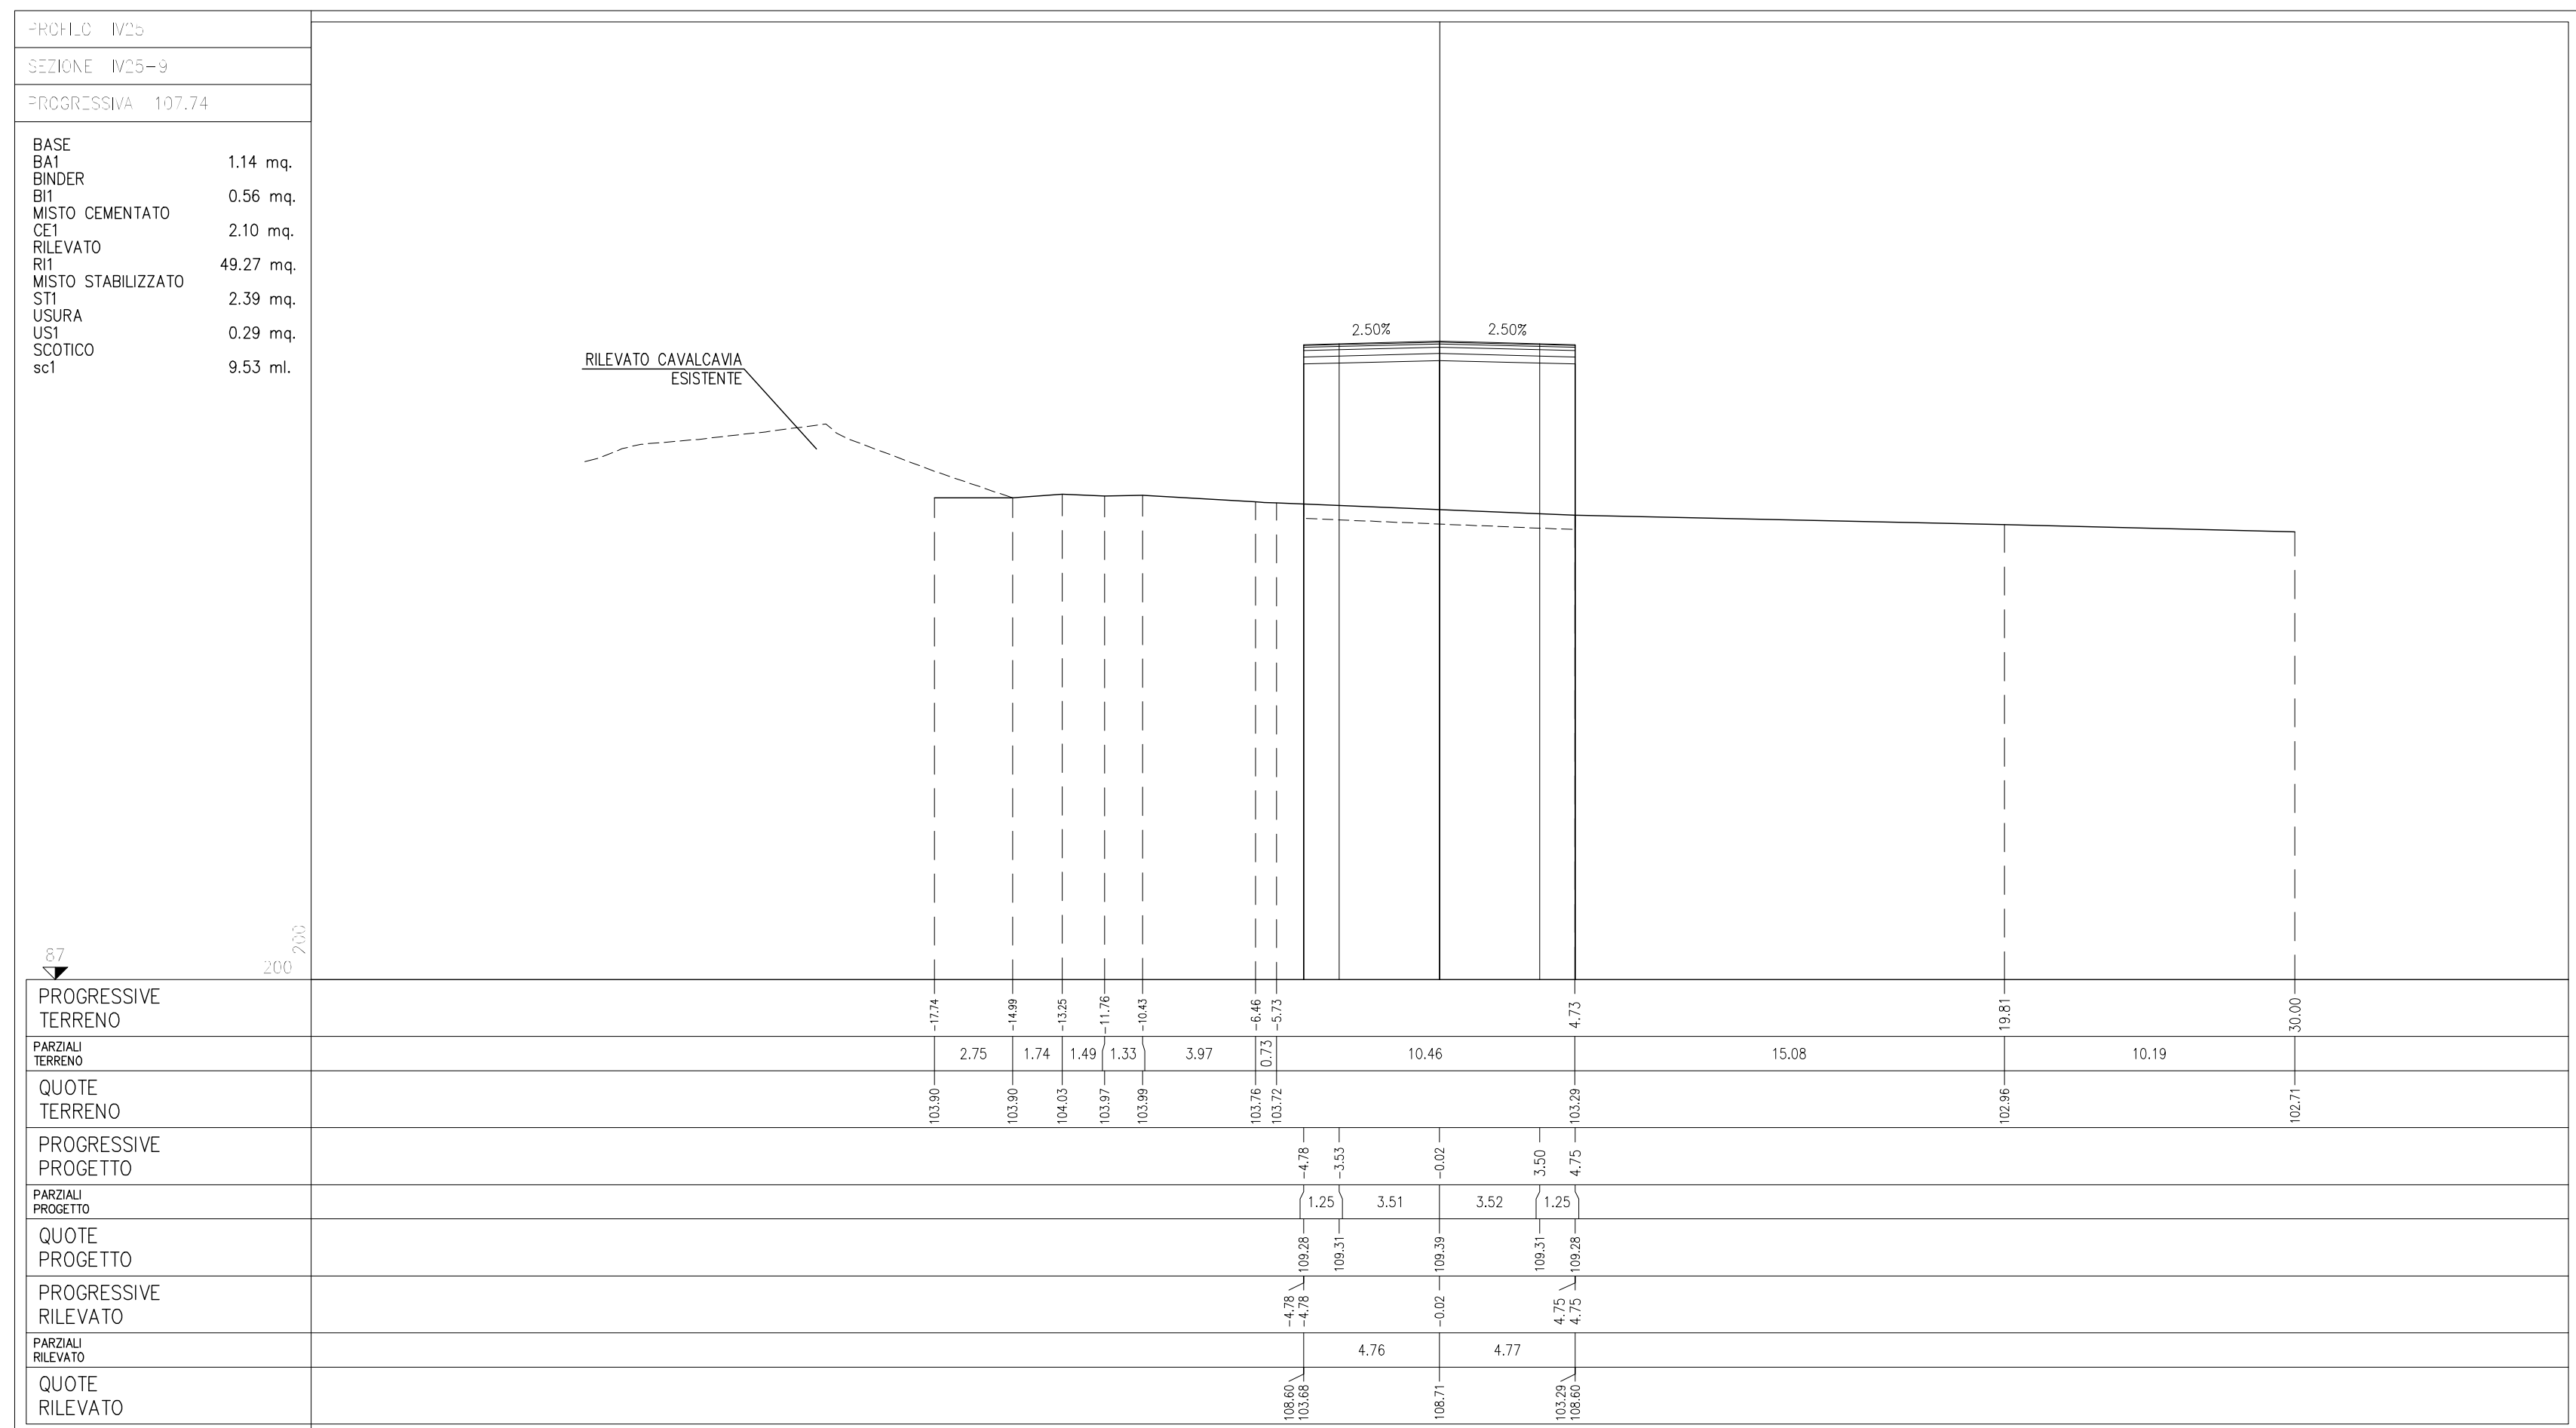 PROFILO IV25
SEZIONE IV25-9
PROGRESSIVA 107.74
BASE
BA1 1.14 mq.
BINDER
BI1 0.56 mq.
MISTO CEMENTATO
CE1 2.10 mq.
RILEVATO
RI1 49.27 mq.
MISTO STABILIZZATO
ST1 2.39 mq.
USURA
US1 0.29 mq.
SCOTICO
sc1 9.53 ml.
2.50% 2.50%
RILEVATO CAVALCAVIA
ESISTENTE
200
87
200
PROGRESSIVE
TERRENO
-17.74 -14.99 -13.25 -11.76 -10.43 -6.46 -5.73 4.73 19.81 30.00
PARZIALI
TERRENO
2.75 1.74 1.49 1.33 3.97 0.73 10.46 15.08 10.19
QUOTE
TERRENO
103.90 103.90 104.03 103.97 103.99 103.76 103.72 103.29 102.96 102.71
PROGRESSIVE
PROGETTO
-4.78 -3.53 -0.02 3.50 4.75
PARZIALI
PROGETTO
1.25 3.51 3.52 1.25
QUOTE
PROGETTO
109.28 109.31 109.39 109.31 109.28
PROGRESSIVE
RILEVATO
-4.78 -4.78 -0.02 4.75 4.75
PARZIALI
RILEVATO
4.76 4.77
QUOTE
RILEVATO
108.60 103.68 108.71 103.29 108.60